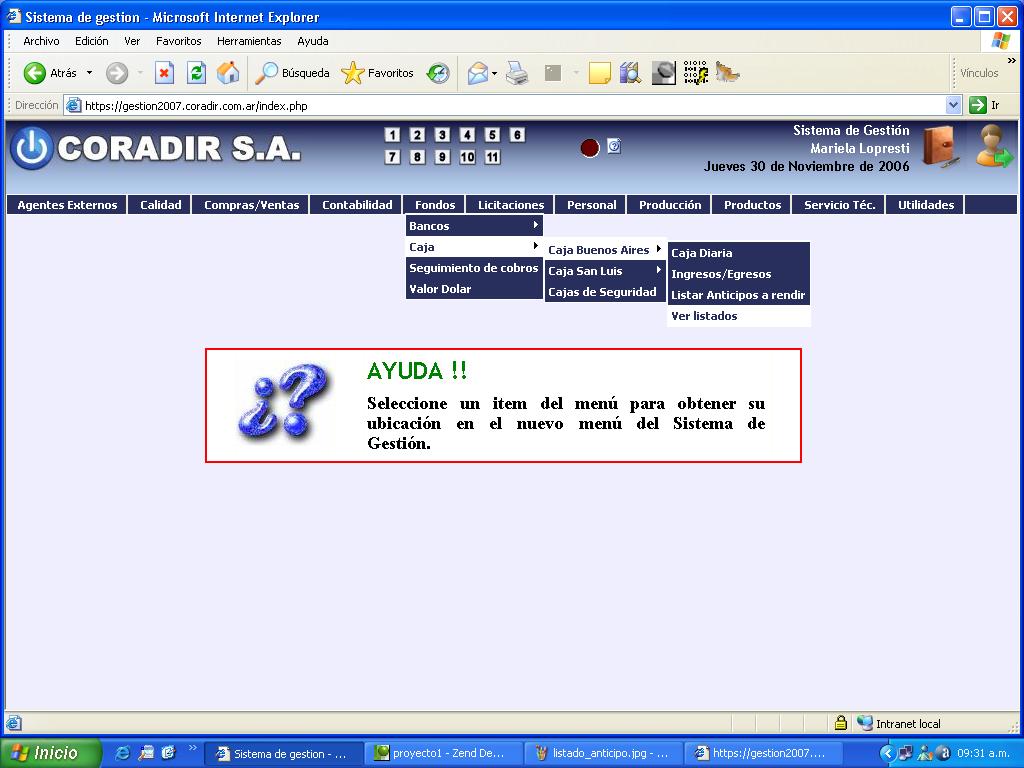 Sistema de gestion - Microsoft Internet Explorer
Archivo Edición Ver Favoritos Herramientas Ayuda
Atrás Búsqueda Favoritos Vínculos »
Dirección https://gestion2007.coradir.com.ar/index.php Ir
CORADIR S.A.
1 2 3 4 5 6
7 8 9 10 11
Sistema de Gestión
Mariela Lopresti
Jueves 30 de Noviembre de 2006
Agentes Externos Calidad Compras/Ventas Contabilidad Fondos Licitaciones Personal Producción Productos Servicio Téc. Utilidades
Bancos
Caja
Seguimiento de cobros
Valor Dolar
Caja Buenos Aires
Caja San Luis
Cajas de Seguridad
Caja Diaria
Ingresos/Egresos
Listar Anticipos a rendir
Ver listados
¿?
AYUDA !!
Seleccione un item del menú para obtener su
ubicación en el nuevo menú del Sistema de
Gestión.
Intranet local
Inicio » Sistema de gestion - ... proyecto1 - Zend De... listado_anticipo.jpg - ... https://gestion2007.... 09:31 a.m.